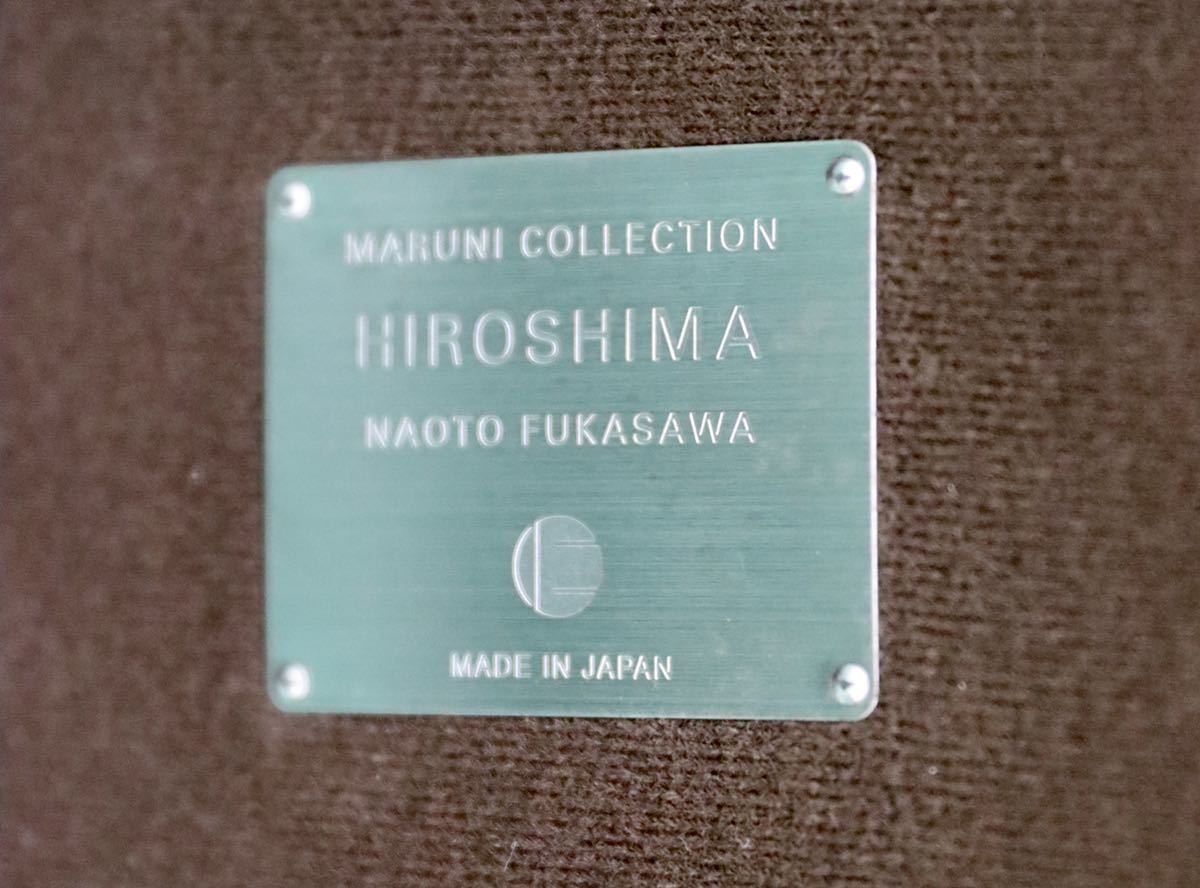 MARUNI COLLECTION
HIROSHIMA
NAOTO FUKASAWA
MADE IN JAPAN